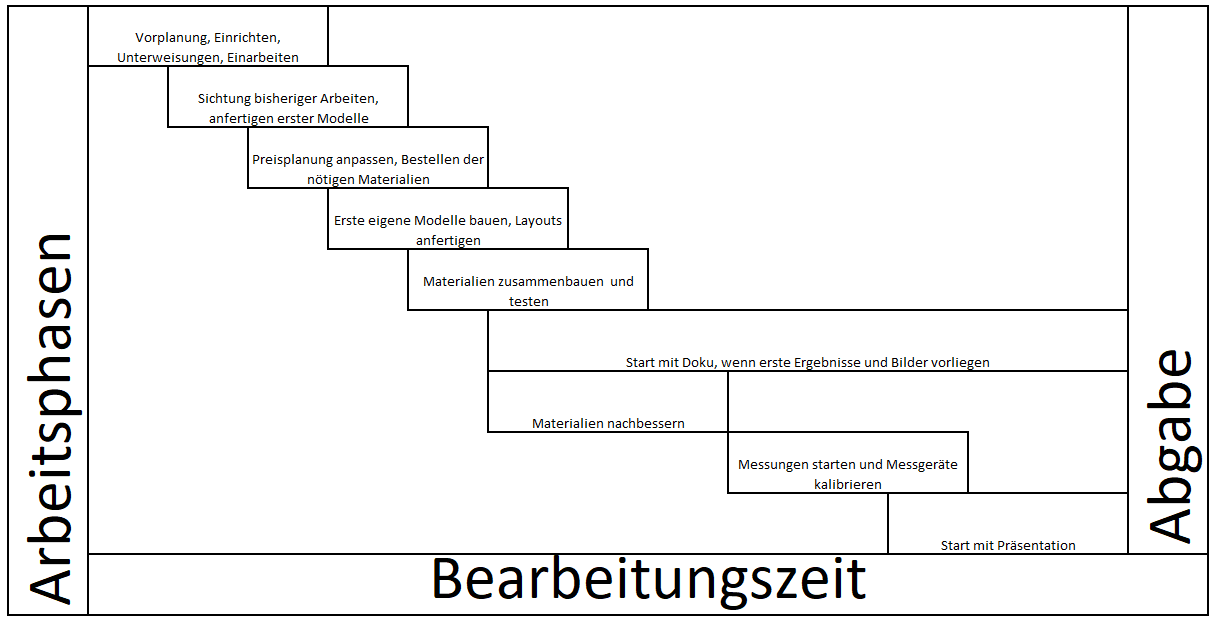 Arbeitsphasen
Vorplanung, Einrichten,
Unterweisungen, Einarbeiten
Sichtung bisheriger Arbeiten,
anfertigen erster Modelle
Preisplanung anpassen, Bestellen der
nötigen Materialien
Erste eigene Modelle bauen, Layouts
anfertigen
Materialien zusammenbauen und
testen
Start mit Doku, wenn erste Ergebnisse und Bilder vorliegen
Materialien nachbessern
Messungen starten und Messgeräte
kalibrieren
Start mit Präsentation
Abgabe
Bearbeitungszeit